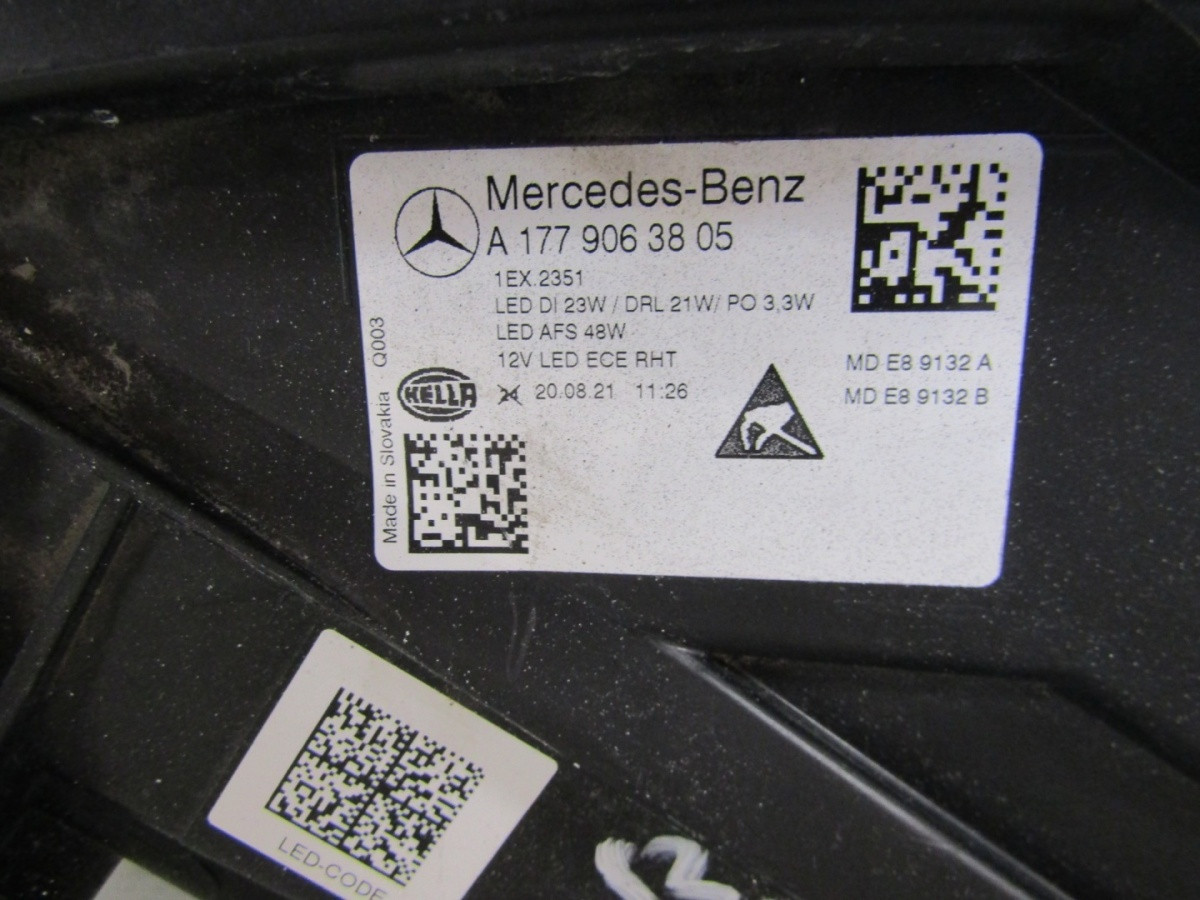 Mercedes-Benz
A 177 906 38 05
1EX.2351
LED DI 23W / DRL 21W/ PO 3,3W
LED AFS 48W
12V LED ECE RHT
HELLA
24 20.08.21 11:26
MD E8 9132 A
MD E8 9132 B
Made in Slovakia Q003
LED-CODE